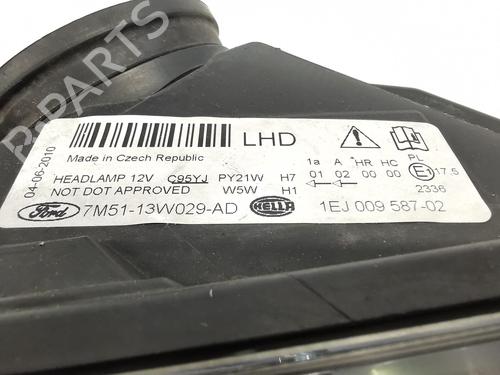 B-PARTS
LHD
Made in Czech Republic
04-06-2010
HEADLAMP 12V C95YJ PY21W H7
NOT DOT APPROVED W5W H1
1a A HR HC PL
01 02 00 00 E1 17.5
2336
Ford 7M51-13W029-AD HELLA 1EJ 009 587-02